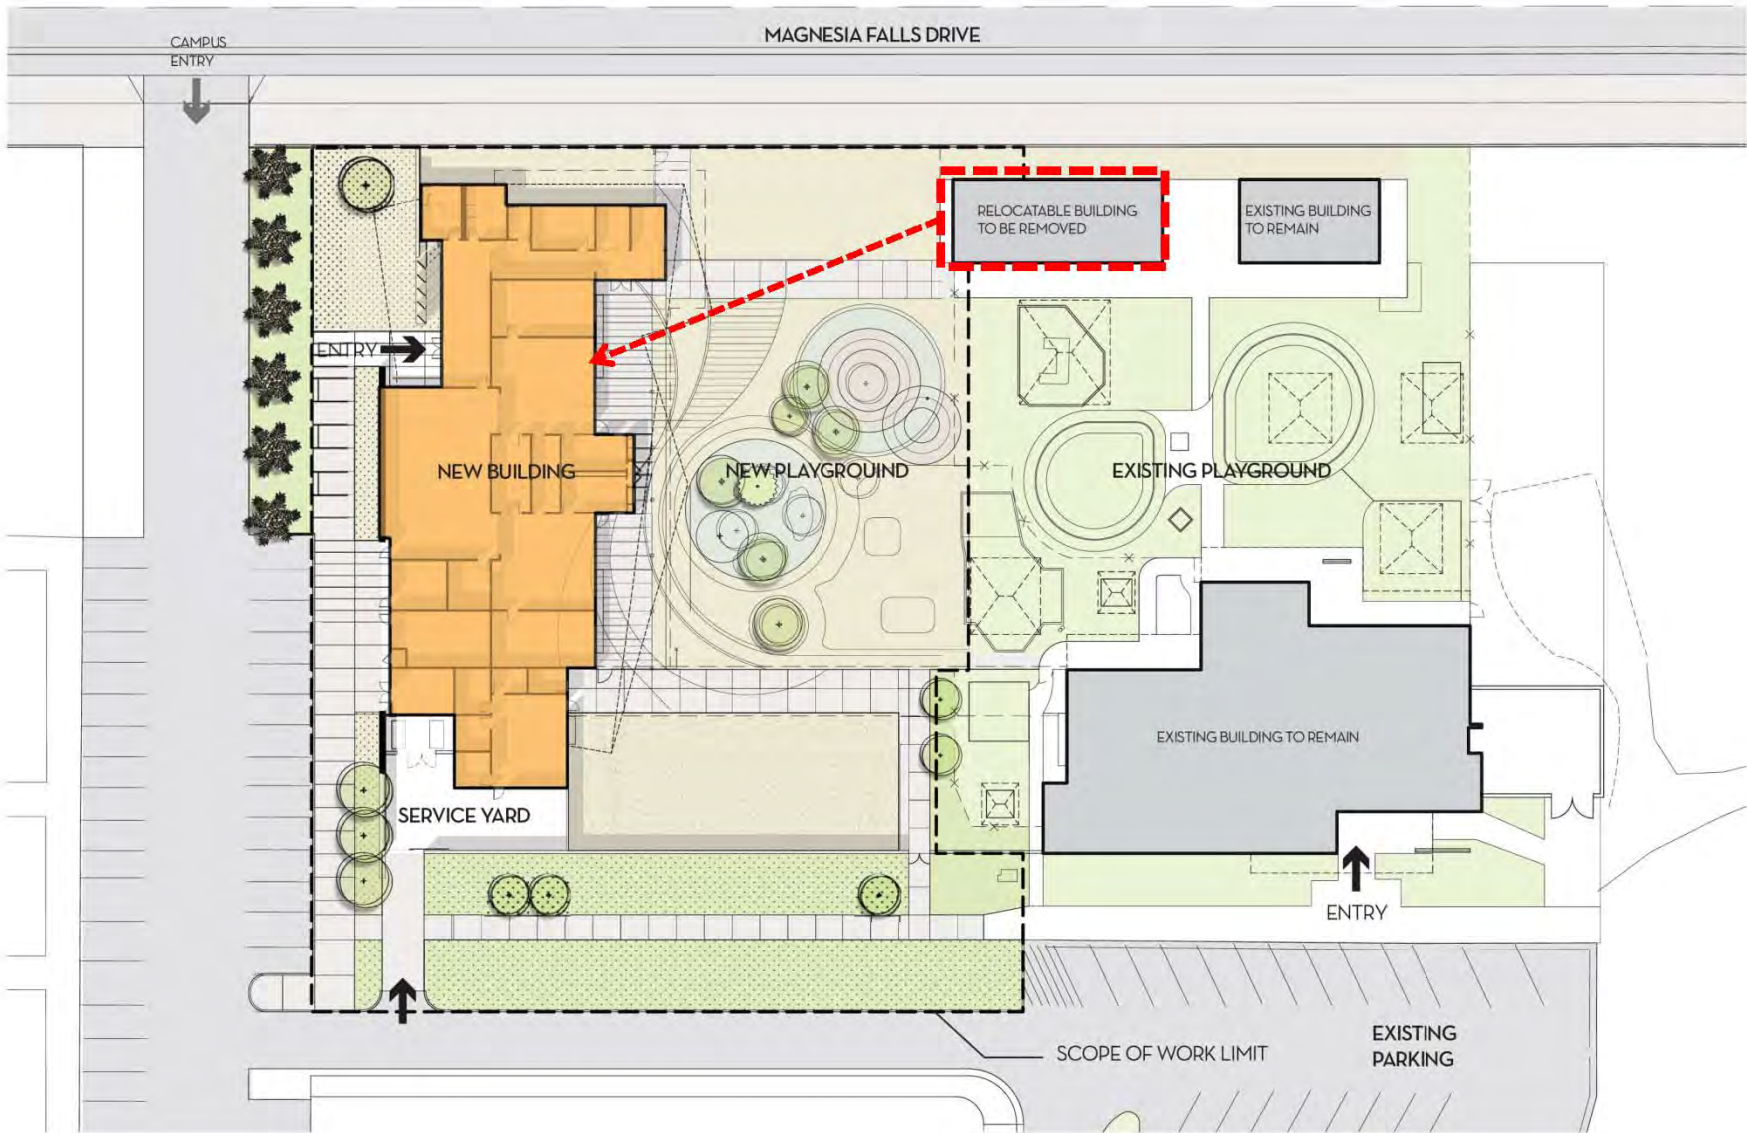 MAGNESIA FALLS DRIVE
CAMPUS
ENTRY
RELOCATABLE BUILDING
TO BE REMOVED
EXISTING BUILDING
TO REMAIN
ENTRY
NEW BUILDING
NEW PLAYGROUND
EXISTING PLAYGROUND
EXISTING BUILDING TO REMAIN
SERVICE YARD
ENTRY
SCOPE OF WORK LIMIT
EXISTING
PARKING